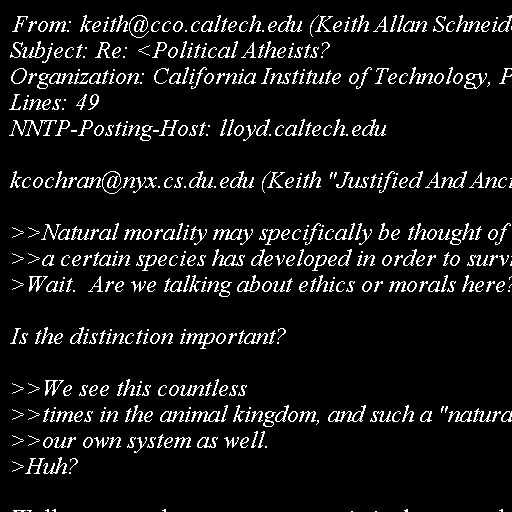 From: keith@cco.caltech.edu (Keith Allan
Subject: Re: <Political Atheists?
Organization: California Institute of Technology,
Lines: 49
NNTP-Posting-Host: lloyd.caltech.edu
kcochran@nyx.cs.du.edu (Keith "Justified And
>>Natural morality may specifically be thought of
>>a certain species has developed in order to
>Wait.  Are we talking about ethics or morals here?
Is the distinction important?
>>We see this countless
>>times in the animal kingdom, and such a
>>our own system as well.
>Huh?